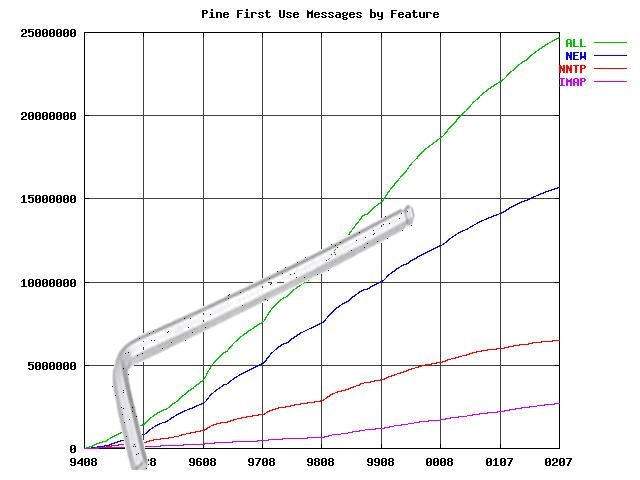 Pine First Use Messages by Feature
25000000
ALL
NEW
NNTP
IMAP
20000000
15000000
10000000
5000000
0
9408 9608 9708 9808 9908 0008 0107 0207